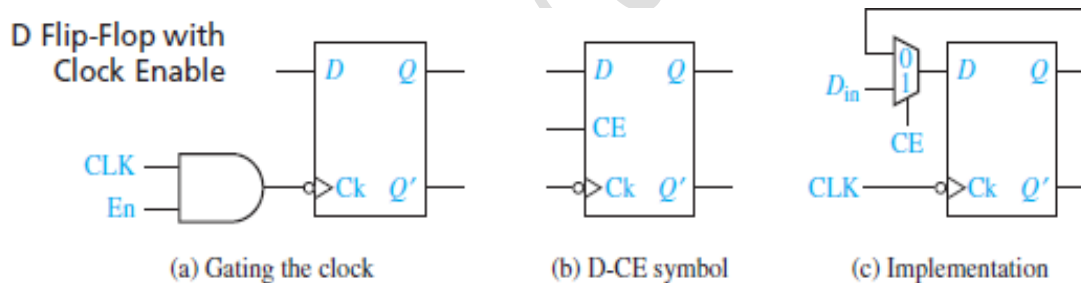 D Flip-Flop with
Clock Enable
D Q
CLK
En
Ck Q'
(a) Gating the clock
D Q
CE
Ck Q'
(b) D-CE symbol
0
1
D Q
Din
CE
CLK
Ck Q'
(c) Implementation